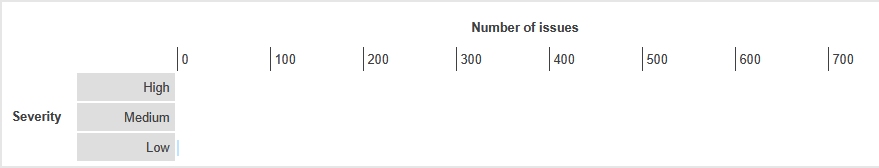 Number of issues
0 100 200 300 400 500 600 700
High
Severity Medium
Low